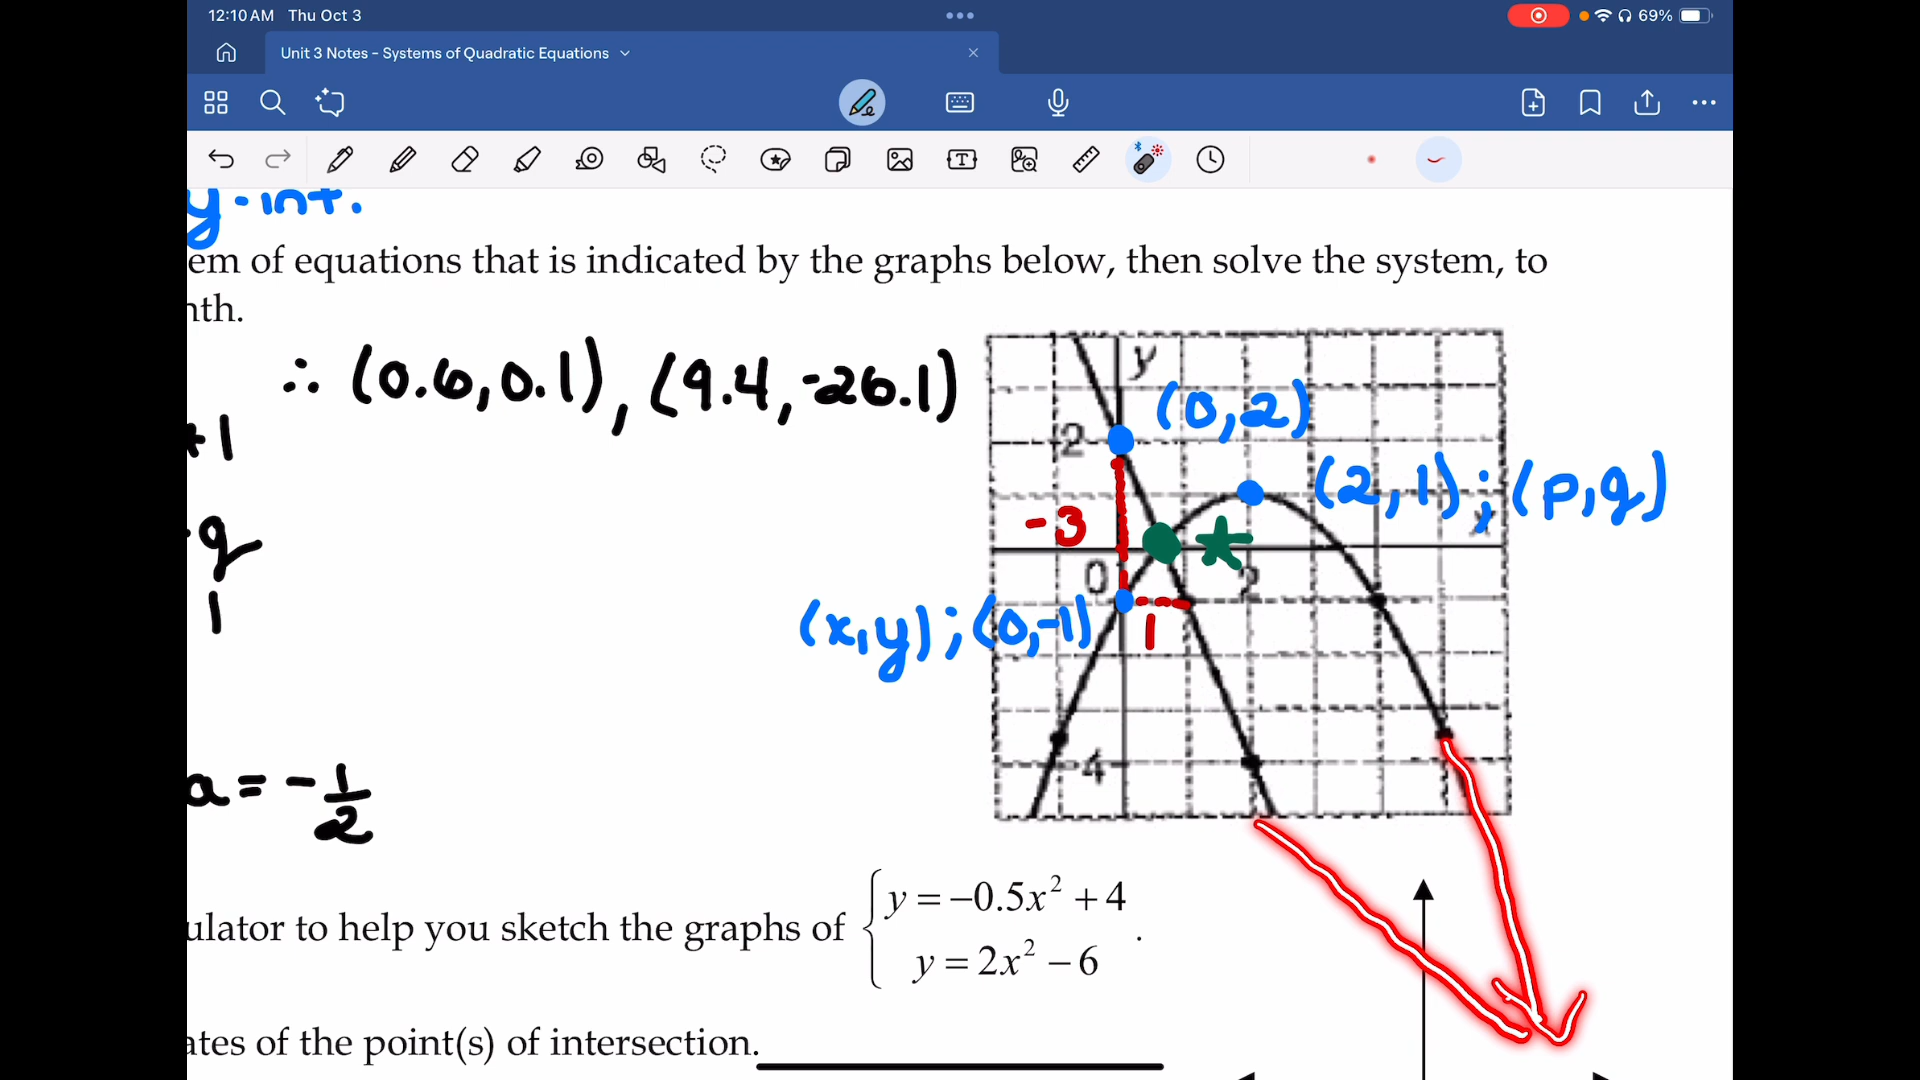 12:10 AM Thu Oct 3
69%
Unit 3 Notes - Systems of Quadratic Equations
y-int.
em of equations that is indicated by the graphs below, then solve the system, to
nth.
∴ (0.6,0.1), (9.4,-26.1)
+1
q
1
a = -1/2
y
2
(0,2)
(2,1);(p,q)
x
-3
0
2
(x,y);(0,-1)
1
-4
y = −0.5x² + 4
ulator to help you sketch the graphs of
.
y = 2x² − 6
ates of the point(s) of intersection.